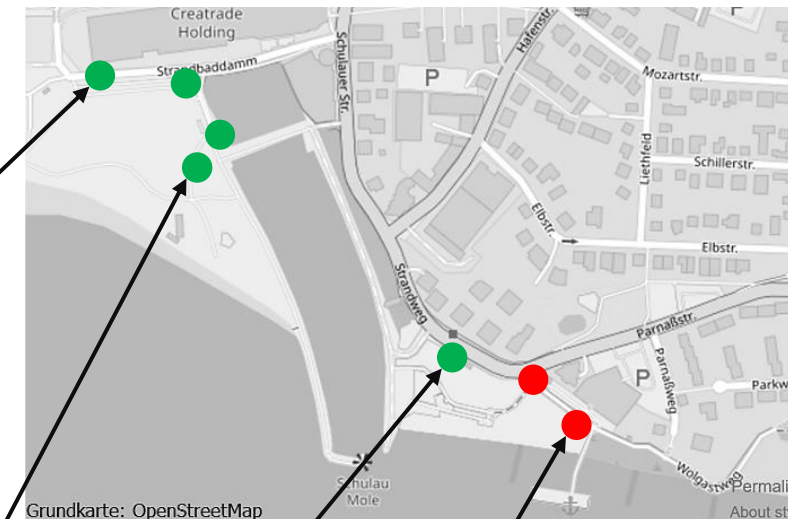 Creatrade
Holding
Strandbaddamm
Schulauer Str.
Hafenstr.
P
P
Mozartstr.
Liethfeld
Schillerstr.
Elbstr.
Elbstr.
Strandweg
Parnaßstr.
P
Parnaßweg
Parkw
Wolgastweg
Schulau
Mole
Permali
About st
Grundkarte: OpenStreetMap